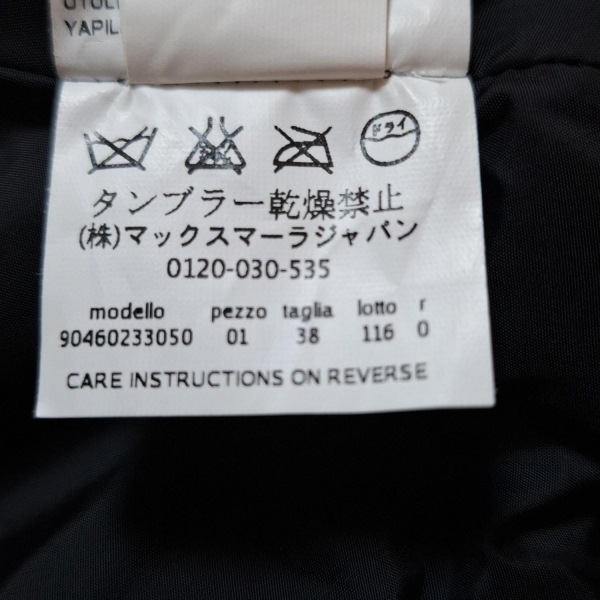 YAPIL
ドライ
タンブラー乾燥禁止
(株)マックスマーラジャパン
0120-030-535
modello pezzo taglia lotto r
90460233050 01 38 116 0
CARE INSTRUCTIONS ON REVERSE